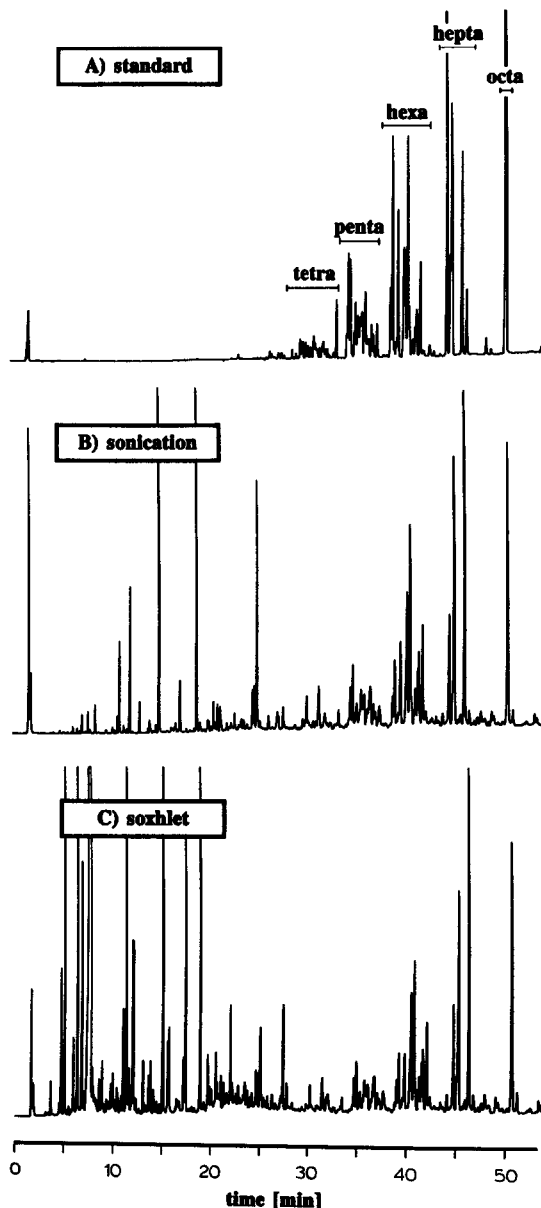 A) standard
hepta
octa
hexa
penta
tetra
B) sonication
C) soxhlet
0 10 20 30 40 50
time [min]